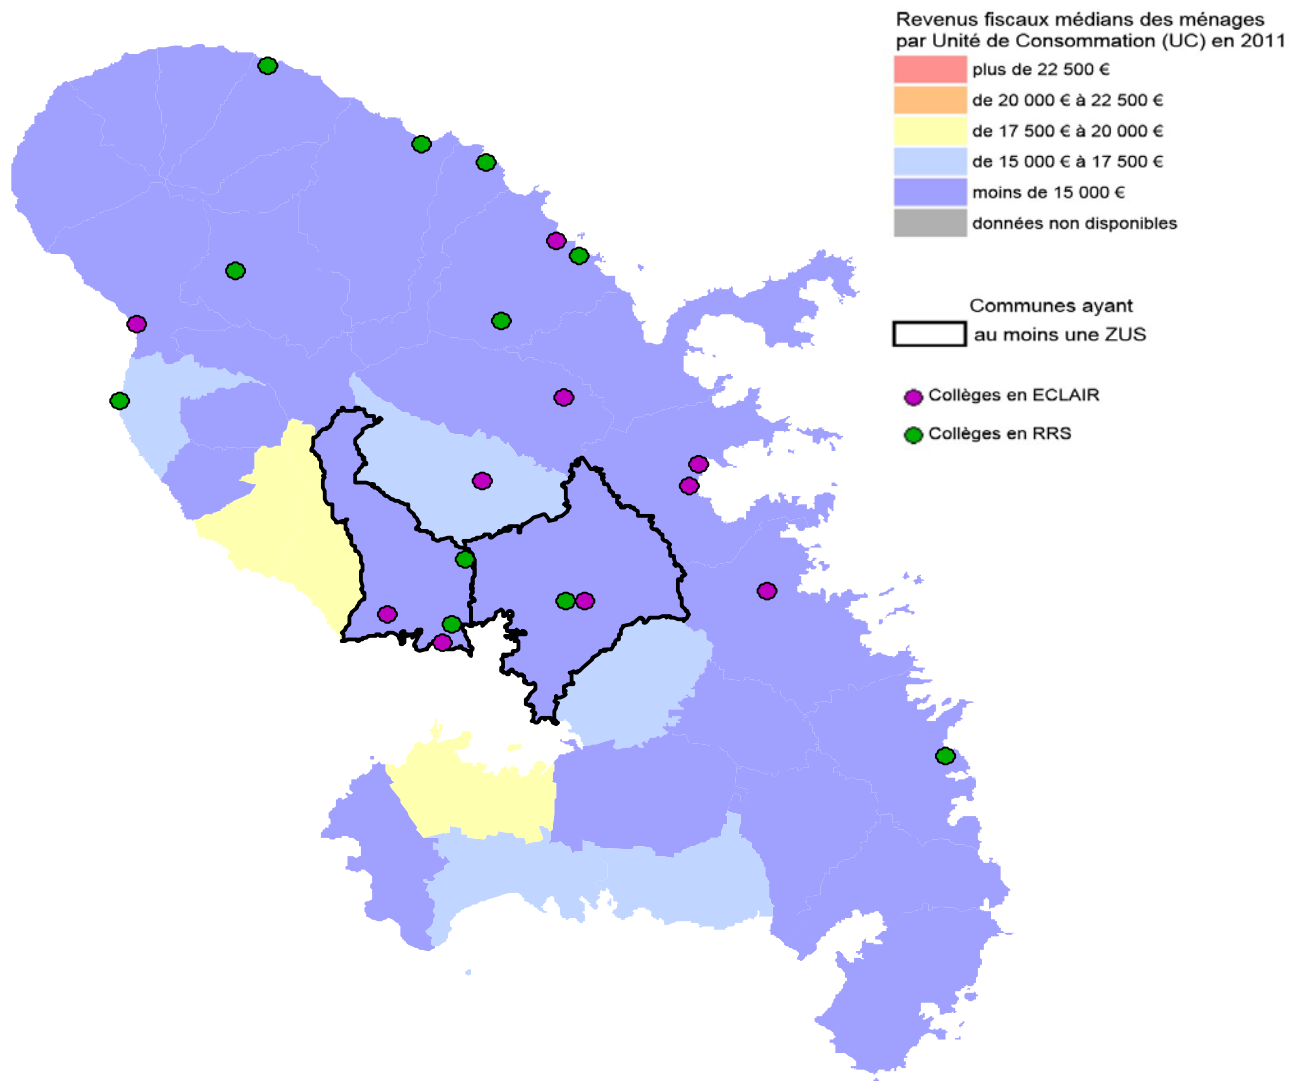 Revenus fiscaux médians des ménages
par Unité de Consommation (UC) en 2011
plus de 22 500 €
de 20 000 € à 22 500 €
de 17 500 € à 20 000 €
de 15 000 € à 17 500 €
moins de 15 000 €
données non disponibles
Communes ayant
au moins une ZUS
Collèges en ECLAIR
Collèges en RRS